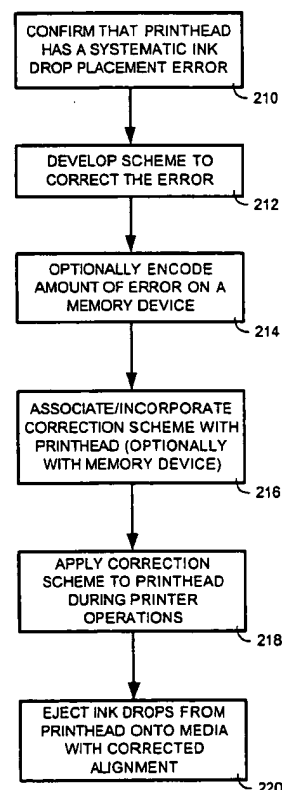 CONFIRM THAT PRINTHEAD
HAS A SYSTEMATIC INK
DROP PLACEMENT ERROR
210
DEVELOP SCHEME TO
CORRECT THE ERROR
212
OPTIONALLY ENCODE
AMOUNT OF ERROR ON A
MEMORY DEVICE
214
ASSOCIATE/INCORPORATE
CORRECTION SCHEME WITH
PRINTHEAD (OPTIONALLY
WITH MEMORY DEVICE)
216
APPLY CORRECTION
SCHEME TO PRINTHEAD
DURING PRINTER
OPERATIONS
218
EJECT INK DROPS FROM
PRINTHEAD ONTO MEDIA
WITH CORRECTED
ALIGNMENT
220